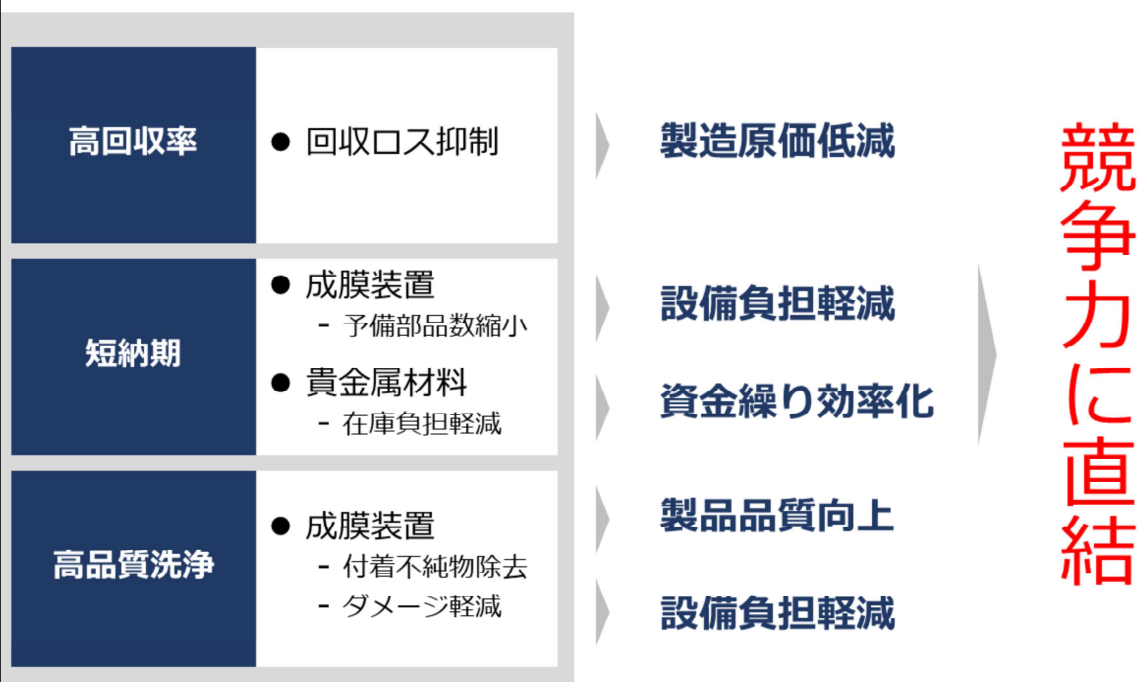 高回収率
● 回収ロス抑制
製造原価低減
短納期
● 成膜装置
- 予備部品数縮小
設備負担軽減
● 貴金属材料
- 在庫負担軽減
資金繰り効率化
高品質洗浄
● 成膜装置
- 付着不純物除去
- ダメージ軽減
製品品質向上
設備負担軽減
競争力に直結